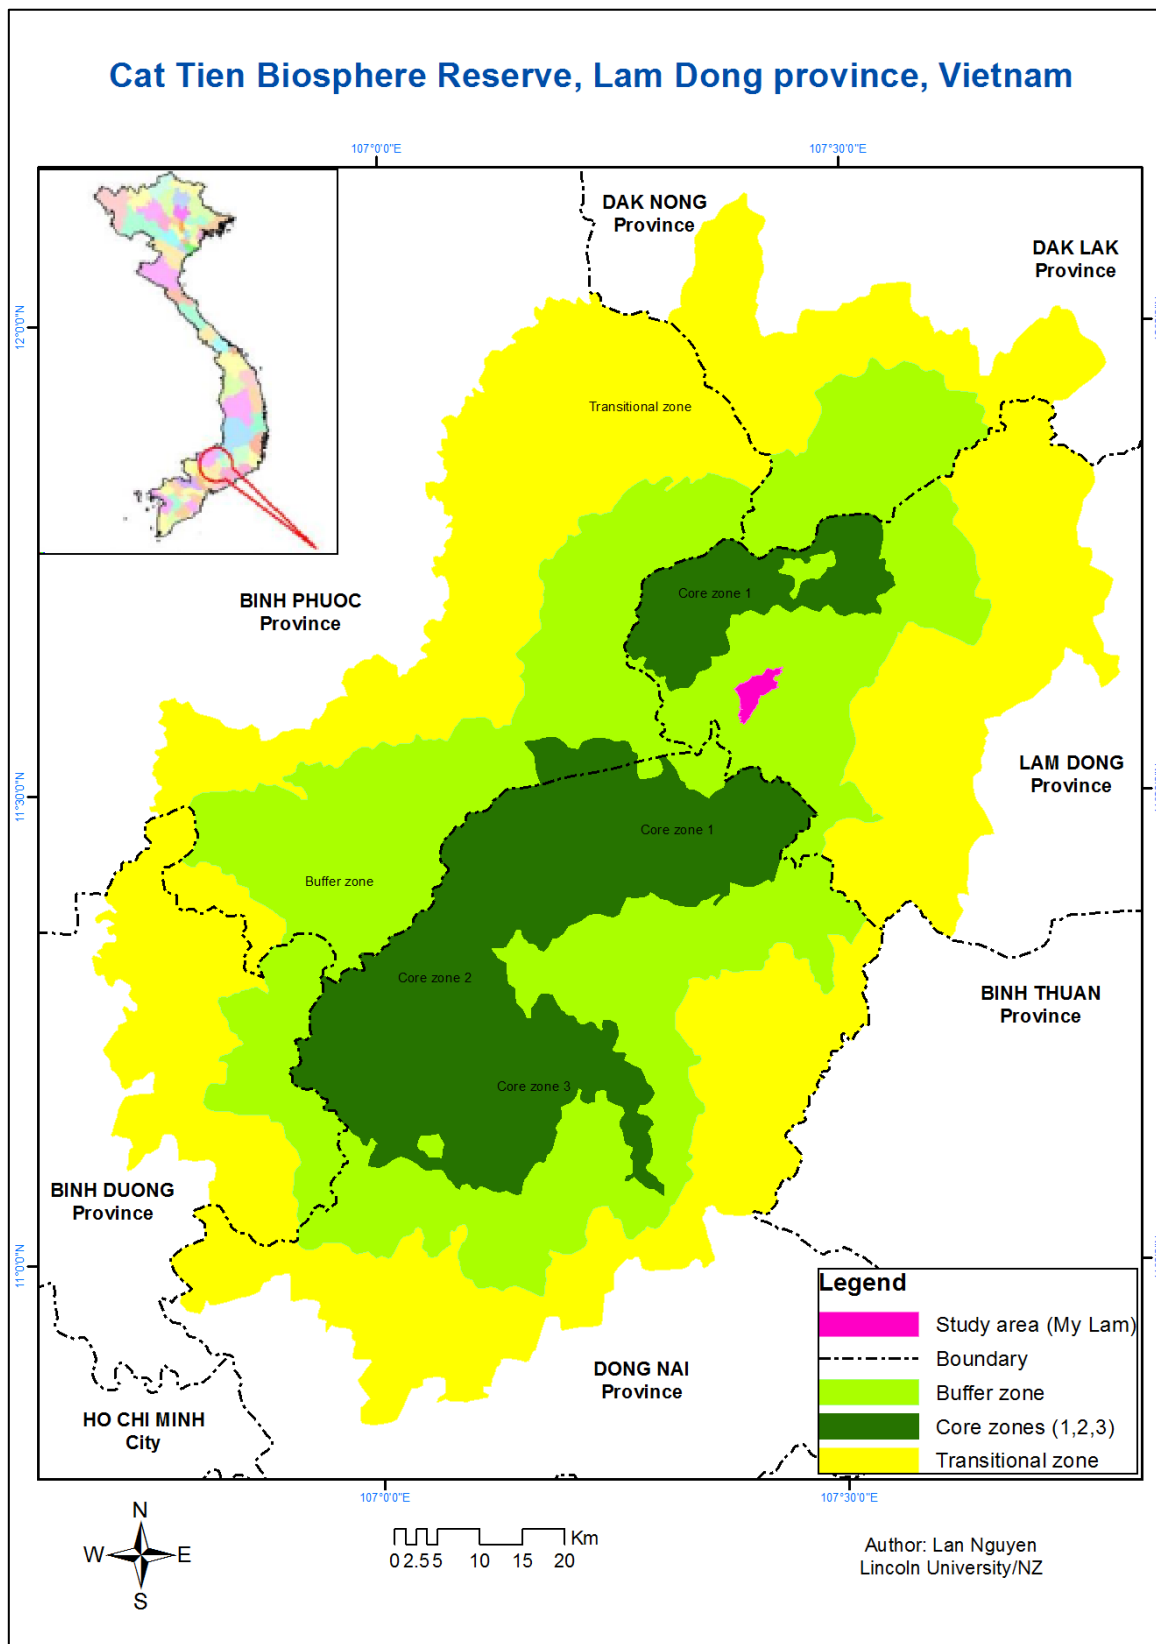 Cat Tien Biosphere Reserve, Lam Dong province, Vietnam
107°0'0"E
107°30'0"E
DAK NONG
Province
DAK LAK
Province
12°0'0"N
Transitional zone
Core zone 1
BINH PHUOC
Province
LAM DONG
Province
11°30'0"N
Core zone 1
Buffer zone
Core zone 2
BINH THUAN
Province
Core zone 3
BINH DUONG
Province
11°0'0"N
DONG NAI
Province
HO CHI MINH
City
Legend
Study area (My Lam)
Boundary
Buffer zone
Core zones (1,2,3)
Transitional zone
107°0'0"E
107°30'0"E
N
W
E
S
Km
0 2.5 5 10 15 20
Author: Lan Nguyen
Lincoln University/NZ